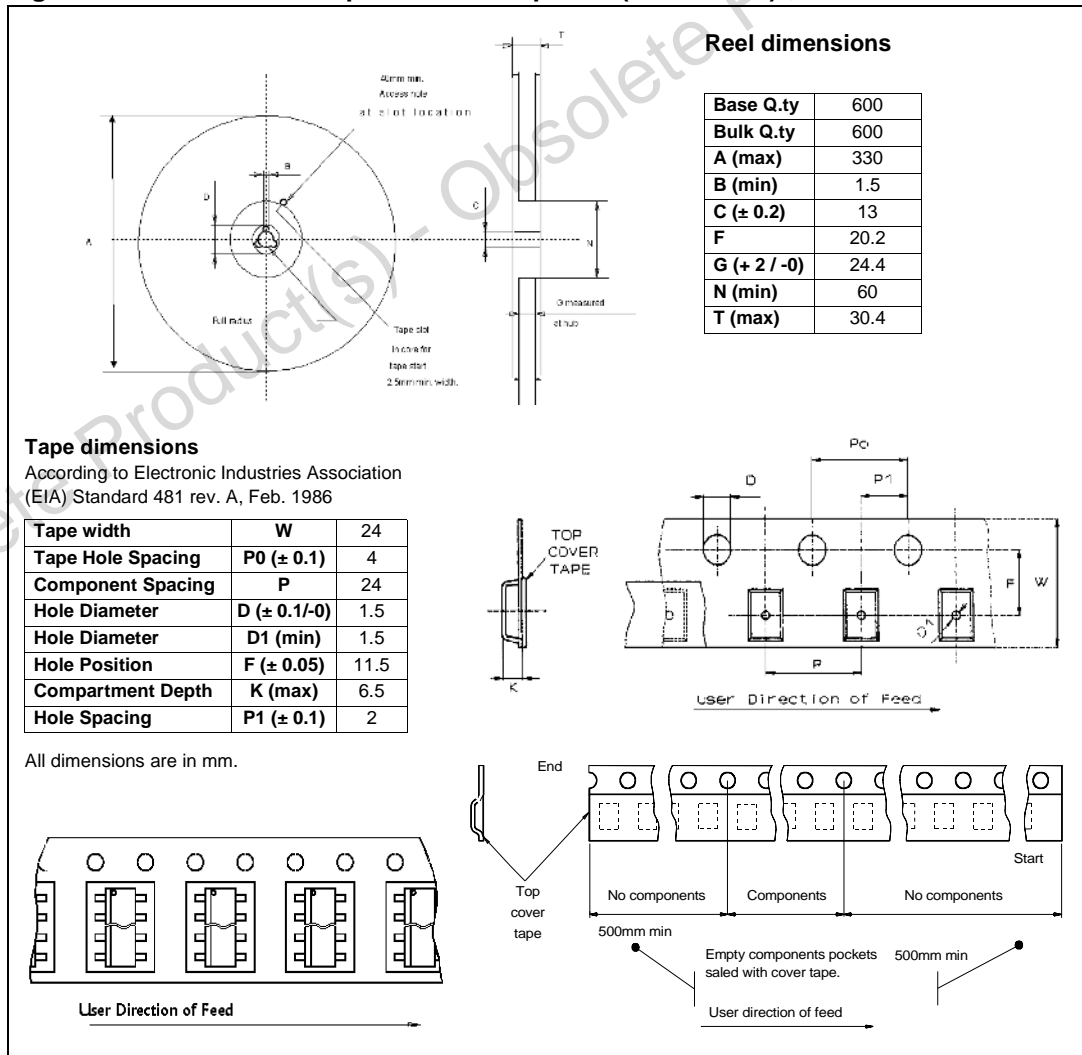 Obsolete Product(s) - Obsolete P
Reel dimensions
Base Q.ty 600
Bulk Q.ty 600
A (max) 330
B (min) 1.5
C (± 0.2) 13
F 20.2
G (+ 2 / -0) 24.4
N (min) 60
T (max) 30.4
T
40mm min.
Access hole
at slot location
B
D
A
C
N
Full radius
Tape slot
in core for
tape start
2.5mm min. width.
G measured
at hub
Tape dimensions
According to Electronic Industries Association
(EIA) Standard 481 rev. A, Feb. 1986
Tape width W 24
Tape Hole Spacing P0 (± 0.1) 4
Component Spacing P 24
Hole Diameter D (± 0.1/-0) 1.5
Hole Diameter D1 (min) 1.5
Hole Position F (± 0.05) 11.5
Compartment Depth K (max) 6.5
Hole Spacing P1 (± 0.1) 2
All dimensions are in mm.
TOP
COVER
TAPE
K
Po
D
P1
F
W
D1
P
User Direction of Feed
End
Start
Top
cover
tape
No components
Components
No components
500mm min
Empty components pockets
saled with cover tape.
500mm min
User direction of feed
User Direction of Feed